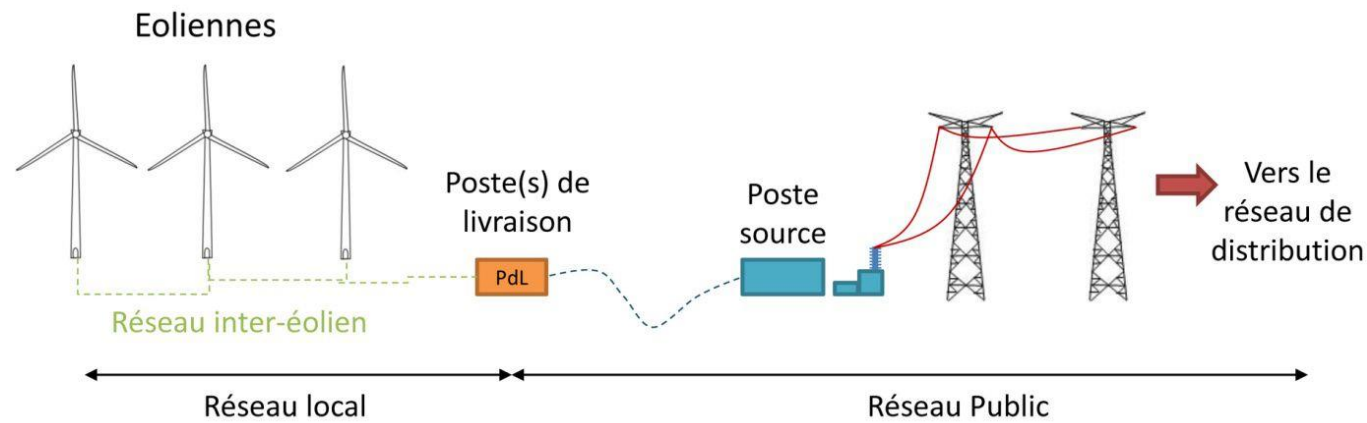 Eoliennes
Poste(s) de
livraison
PdL
Poste
source
Vers le
réseau de
distribution
Réseau inter-éolien
Réseau local
Réseau Public